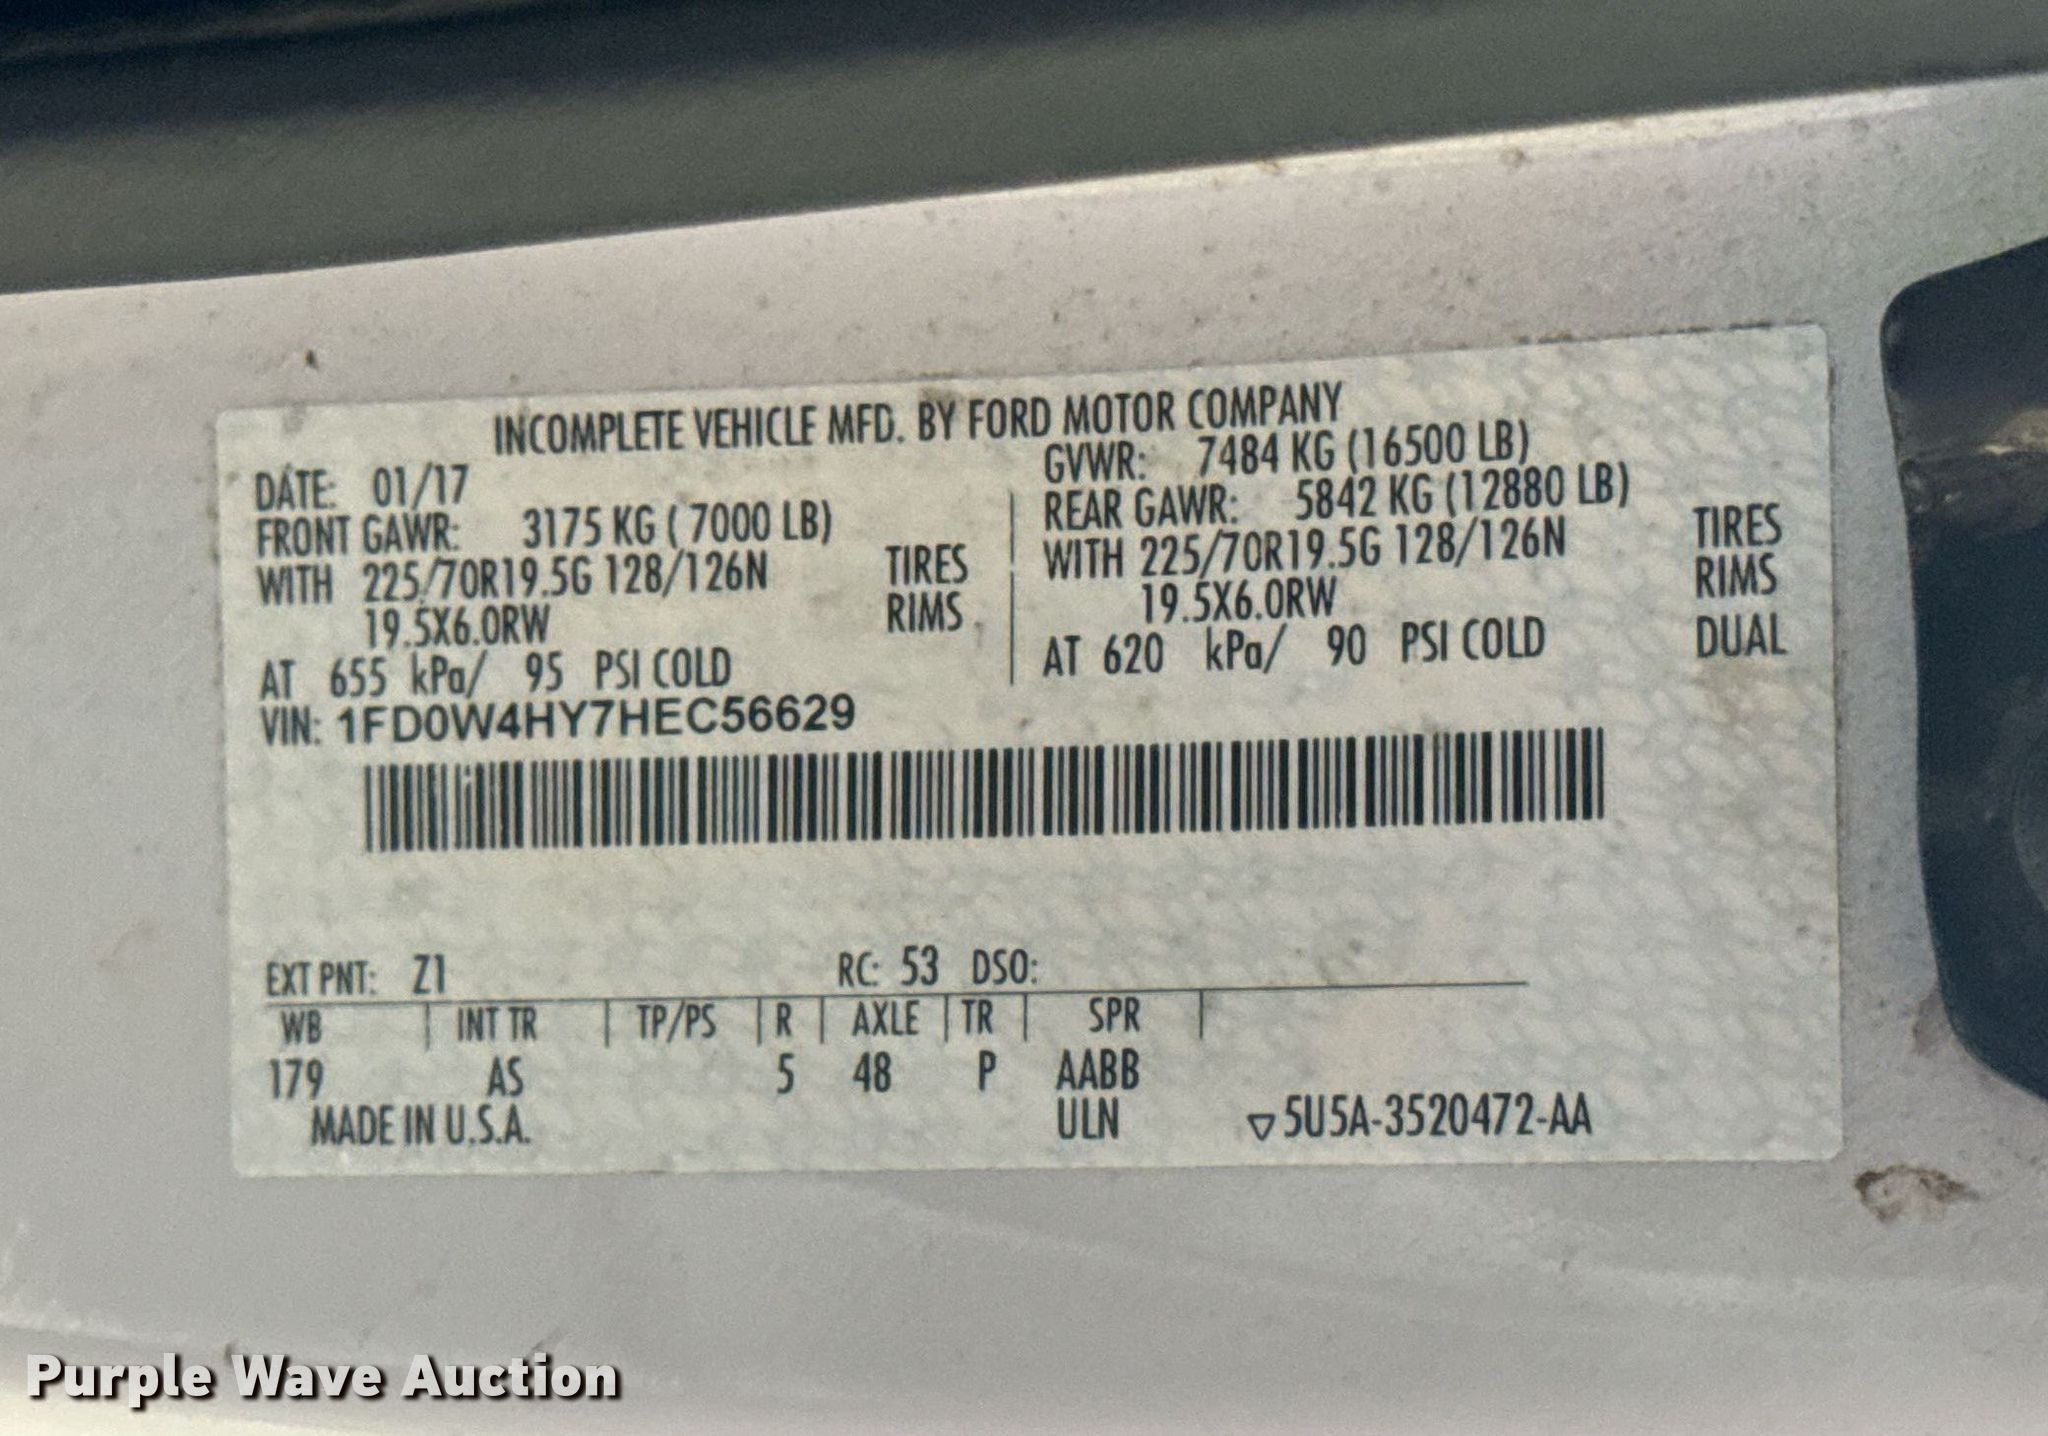 INCOMPLETE VEHICLE MFD. BY FORD MOTOR COMPANY
DATE: 01/17
GVWR: 7484 KG (16500 LB)
FRONT GAWR: 3175 KG ( 7000 LB)
REAR GAWR: 5842 KG (12880 LB)
WITH 225/70R19.5G 128/126N TIRES
WITH 225/70R19.5G 128/126N TIRES
19.5X6.0RW RIMS
19.5X6.0RW RIMS
AT 655 kPa/ 95 PSI COLD
AT 620 kPa/ 90 PSI COLD DUAL
VIN: 1FD0W4HY7HEC56629
EXT PNT: Z1 RC: 53 DSO:
WB | INT TR | TP/PS | R | AXLE | TR | SPR |
179 AS 5 48 P AABB
MADE IN U.S.A. ULN ▽5U5A-3520472-AA
Purple Wave Auction